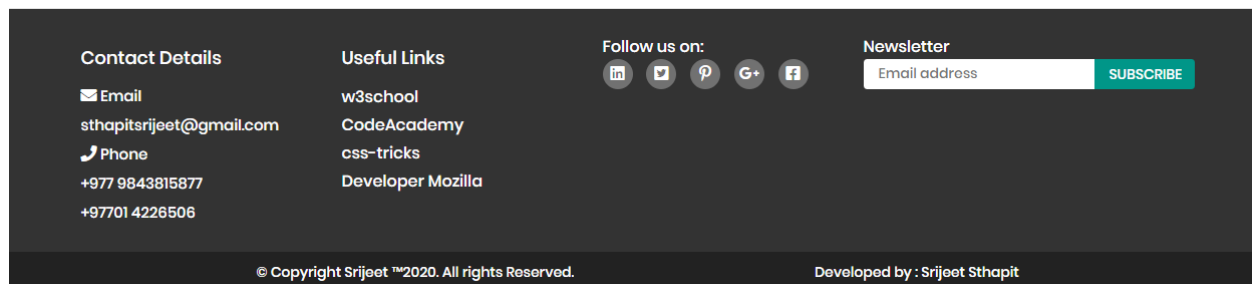 Contact Details
Email
sthapitsrijeet@gmail.com
Phone
+977 9843815877
+97701 4226506
Useful Links
w3school
CodeAcademy
css-tricks
Developer Mozilla
Follow us on:
in G+
Newsletter
Email address SUBSCRIBE
© Copyright Srijeet ™2020. All rights Reserved.
Developed by : Srijeet Sthapit